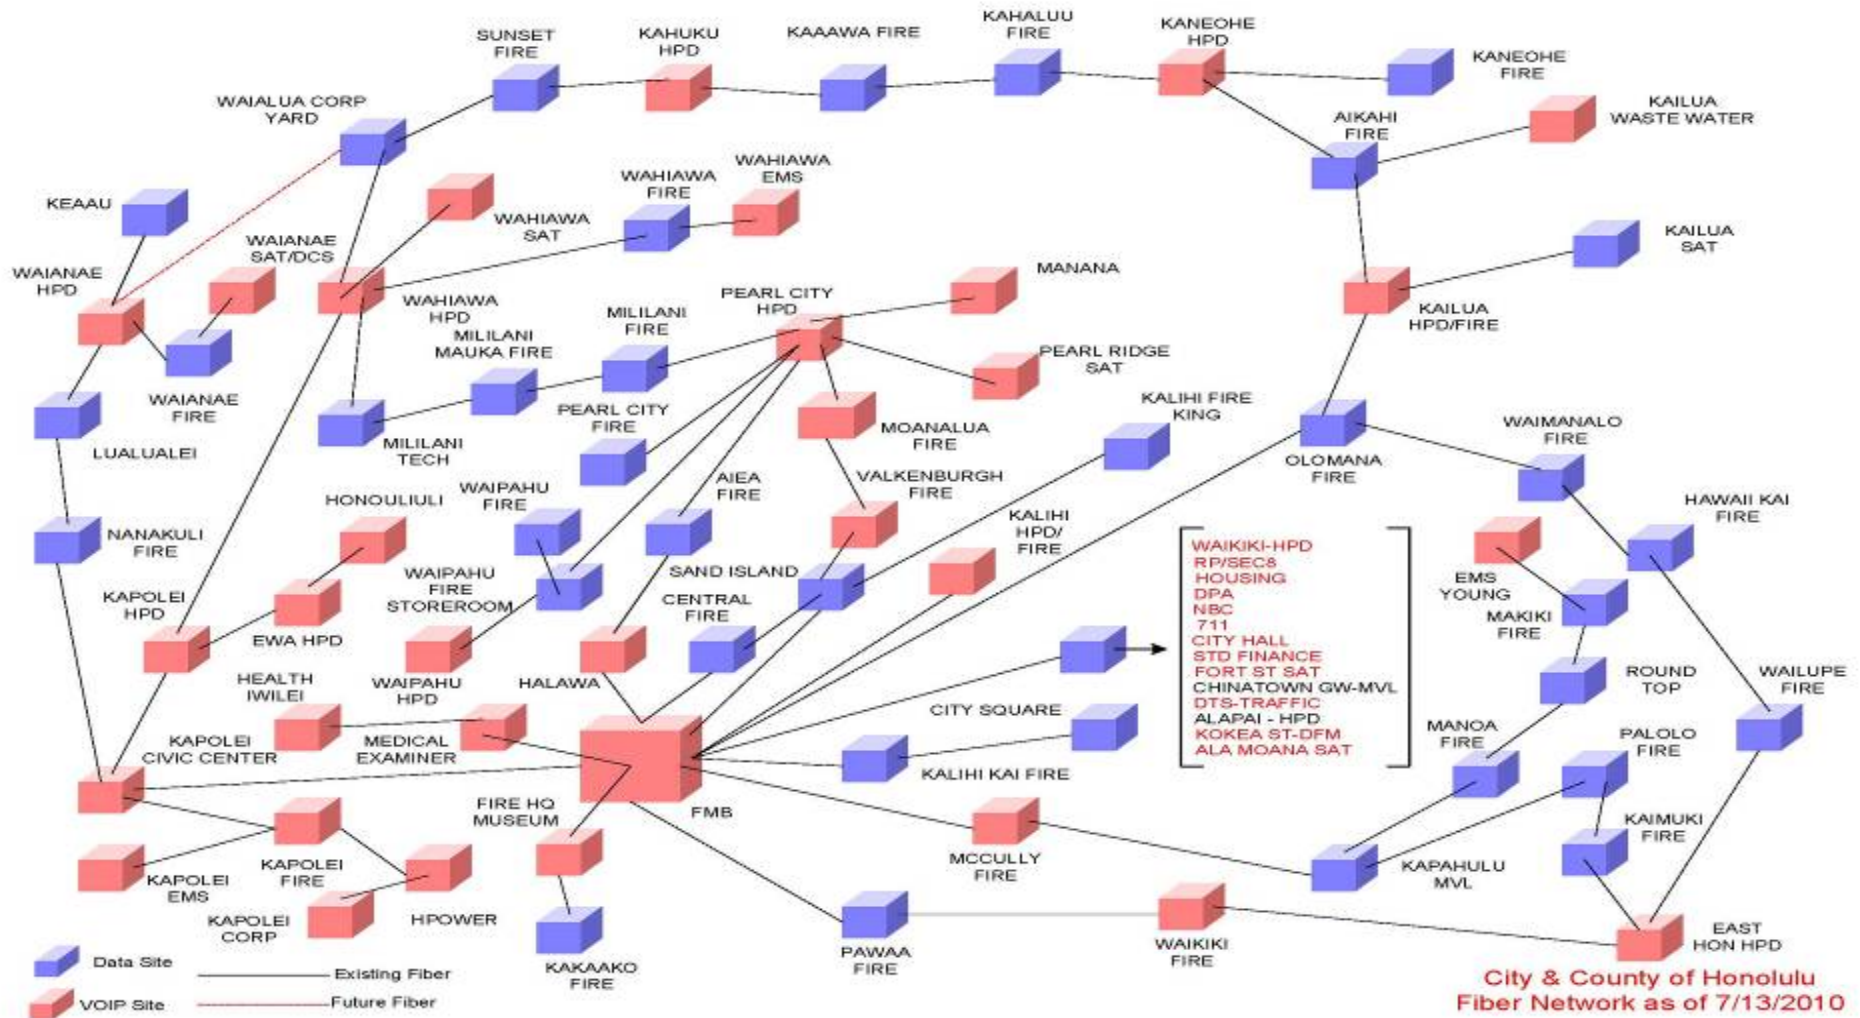 SUNSET
FIRE
KAHUKU
HPD
KAAAWA FIRE
KAHALUU
FIRE
KANEOHE
HPD
KANEOHE
FIRE
WAIALUA CORP
YARD
AIKAHI
FIRE
KAILUA
WASTE WATER
KEAAU
WAHIAWA
FIRE
WAHIAWA
EMS
WAHIAWA
SAT
WAIANAE
SAT/DCS
KAILUA
SAT
WAIANAE
HPD
WAHIAWA
HPD
MILILANI
FIRE
PEARL CITY
HPD
MANANA
KAILUA
HPD/FIRE
MILILANI
MAUKA FIRE
PEARL RIDGE
SAT
WAIANAE
FIRE
PEARL CITY
FIRE
MOANALUA
FIRE
KALIHI FIRE
KING
WAIMANALO
FIRE
LUALUALEI
MILILANI
TECH
OLOMANA
FIRE
HONOULIULI
WAIPAHU
FIRE
AIEA
FIRE
VALKENBURGH
FIRE
HAWAII KAI
FIRE
NANAKULI
FIRE
KALIHI
HPD/
FIRE
WAIPAHU
FIRE
STOREROOM
SAND ISLAND
CENTRAL
FIRE
EMS
YOUNG
KAPOLEI
HPD
EWA HPD
MAKIKI
FIRE
WAIKIKI-HPD
RP/SEC8
HOUSING
DPA
NBC
711
CITY HALL
STD FINANCE
FORT ST SAT
CHINATOWN GW-MVL
DTS-TRAFFIC
ALAPAI - HPD
KOKEA ST-DFM
ALA MOANA SAT
HEALTH
IWILEI
WAIPAHU
HPD
HALAWA
ROUND
TOP
WAILUPE
FIRE
CITY SQUARE
KAPOLEI
CIVIC CENTER
MEDICAL
EXAMINER
MANOA
FIRE
PALOLO
FIRE
KALIHI KAI FIRE
FIRE HQ
MUSEUM
FMB
KAIMUKI
FIRE
KAPOLEI
EMS
KAPOLEI
FIRE
MCCULLY
FIRE
KAPAHULU
MVL
KAPOLEI
CORP
HPOWER
KAKAAKO
FIRE
PAWAA
FIRE
WAIKIKI
FIRE
EAST
HON HPD
Data Site
Existing Fiber
VOIP Site
Future Fiber
City & County of Honolulu
Fiber Network as of 7/13/2010